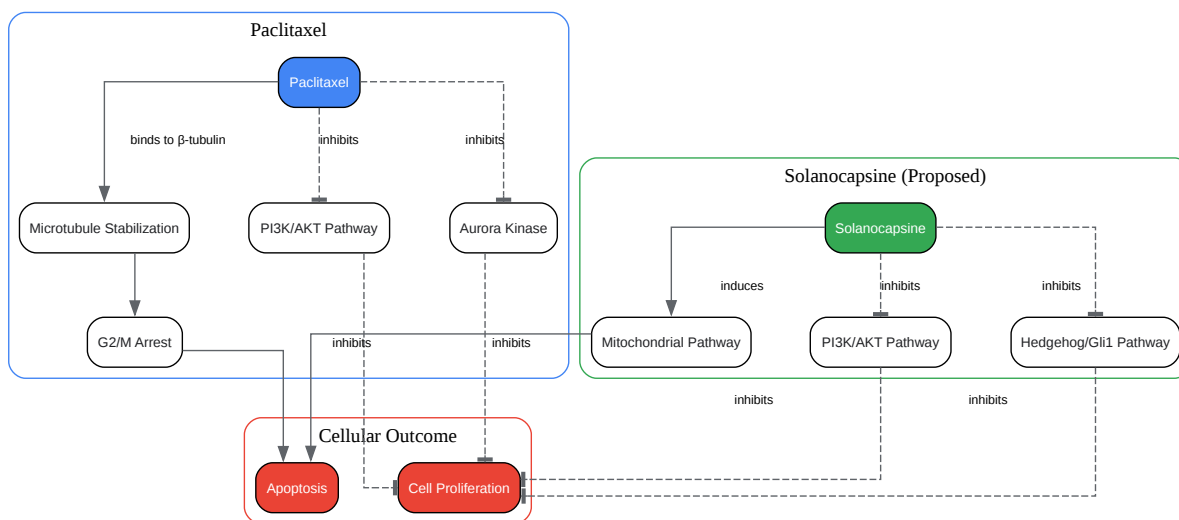 Paclitaxel
Paclitaxel
binds to β-tubulin
inhibits
inhibits
Microtubule Stabilization
PI3K/AKT Pathway
Aurora Kinase
G2/M Arrest
Solanocapsine (Proposed)
Solanocapsine
induces
inhibits
inhibits
Mitochondrial Pathway
PI3K/AKT Pathway
Hedgehog/Gli1 Pathway
inhibits
inhibits
inhibits
inhibits
Cellular Outcome
Apoptosis
Cell Proliferation